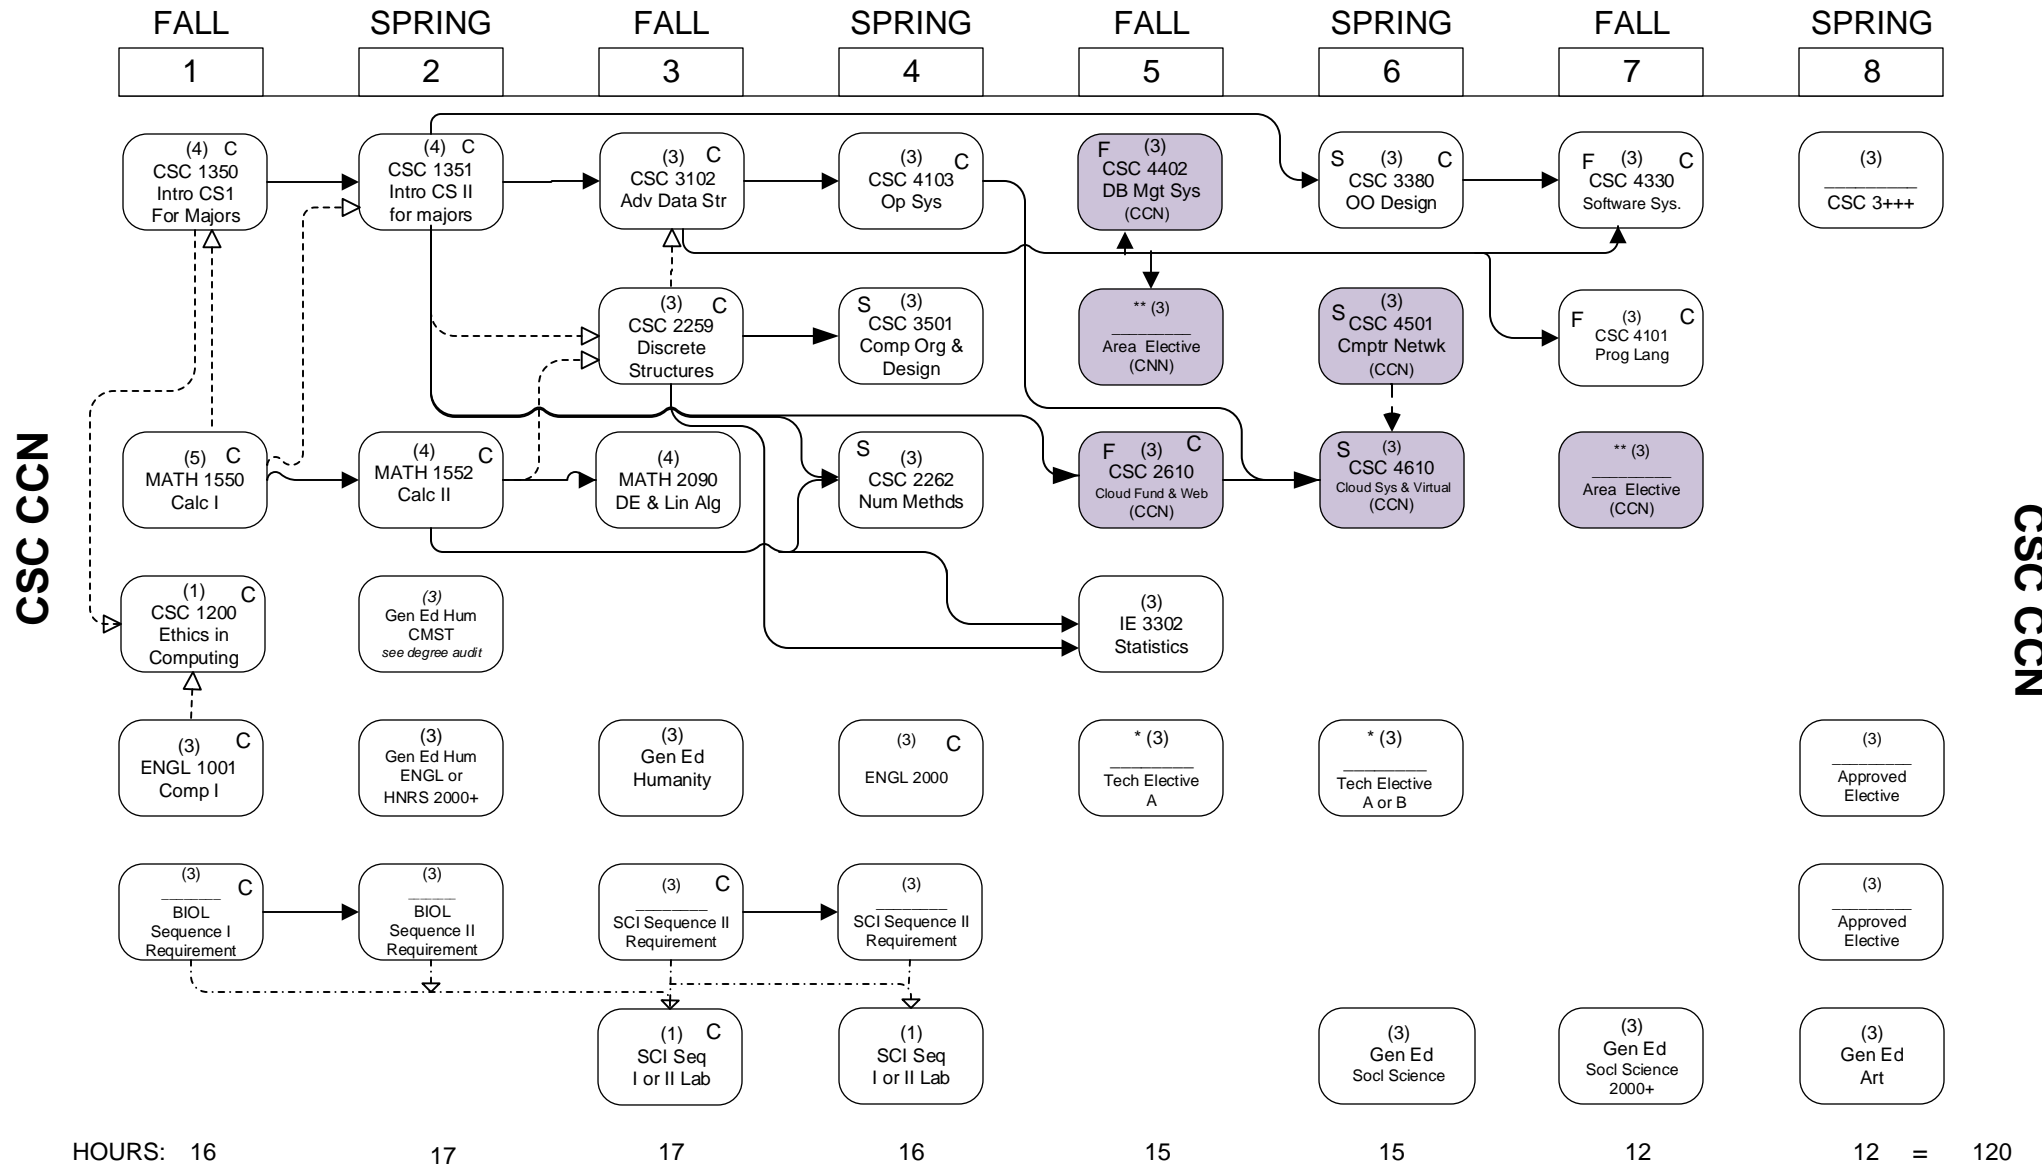 FALL
SPRING
FALL
SPRING
FALL
SPRING
FALL
SPRING
1
2
3
4
5
6
7
8
(4) C
CSC 1350
Intro CS1
For Majors
(4) C
CSC 1351
Intro CS II
for majors
(3) C
CSC 3102
Adv Data Str
(3) C
CSC 4103
Op Sys
F (3)
CSC 4402
DB Mgt Sys
(CCN)
S (3) C
CSC 3380
OO Design
F (3) C
CSC 4330
Software Sys.
(3)
_________
CSC 3+++
(3) C
CSC 2259
Discrete
Structures
S (3)
CSC 3501
Comp Org &
Design
** (3)
_________
Area Elective
(CNN)
(3)
S CSC 4501
Cmptr Netwk
(CCN)
F (3) C
CSC 4101
Prog Lang
CSC CCN
(5) C
MATH 1550
Calc I
(4) C
MATH 1552
Calc II
(4)
MATH 2090
DE & Lin Alg
S (3)
CSC 2262
Num Methds
F (3) C
CSC 2610
Cloud Fund & Web
(CCN)
S (3)
CSC 4610
Cloud Sys & Virtual
(CCN)
** (3)
_________
Area Elective
(CCN)
CSC CCN
(1) C
CSC 1200
Ethics in
Computing
(3)
Gen Ed Hum
CMST
see degree audit
(3)
IE 3302
Statistics
(3) C
ENGL 1001
Comp I
(3)
Gen Ed Hum
ENGL or
HNRS 2000+
(3)
Gen Ed
Humanity
(3) C
ENGL 2000
* (3)
_________
Tech Elective
A
* (3)
_________
Tech Elective
A or B
(3)
_________
Approved
Elective
(3) C
_________
BIOL
Sequence I
Requirement
(3)
_________
BIOL
Sequence II
Requirement
(3) C
_________
SCI Sequence II
Requirement
(3)
_________
SCI Sequence II
Requirement
(3)
_________
Approved
Elective
(1) C
SCI Seq
I or II Lab
(1)
SCI Seq
I or II Lab
(3)
Gen Ed
Socl Science
(3)
Gen Ed
Socl Science
2000+
(3)
Gen Ed
Art
HOURS: 16 17 17 16 15 15 12 12 = 120